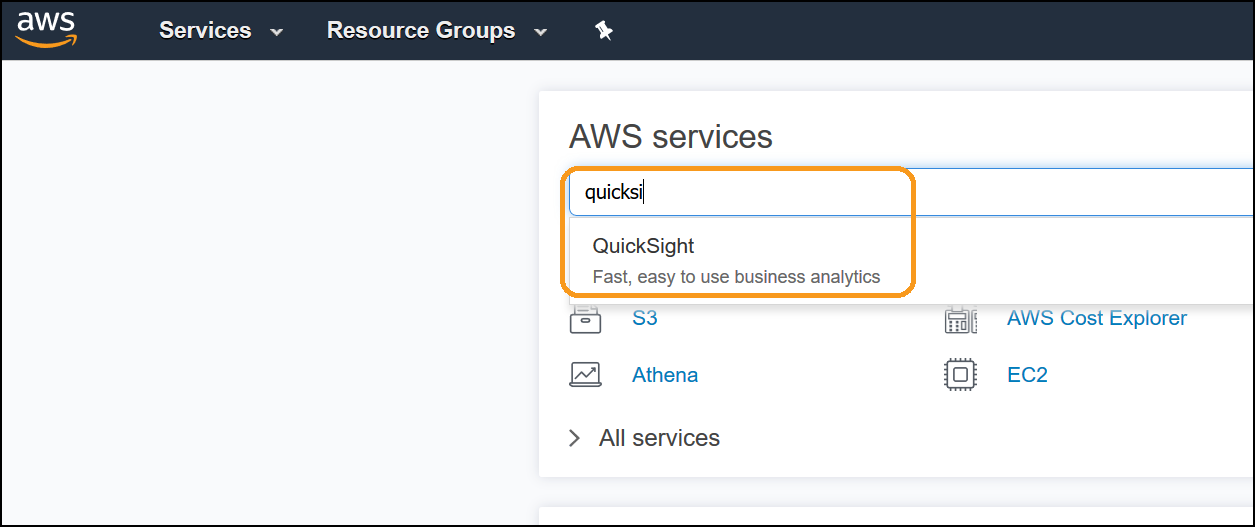 aws Services Resource Groups
AWS services
quicksi
QuickSight
Fast, easy to use business analytics
S3 AWS Cost Explorer
Athena EC2
All services